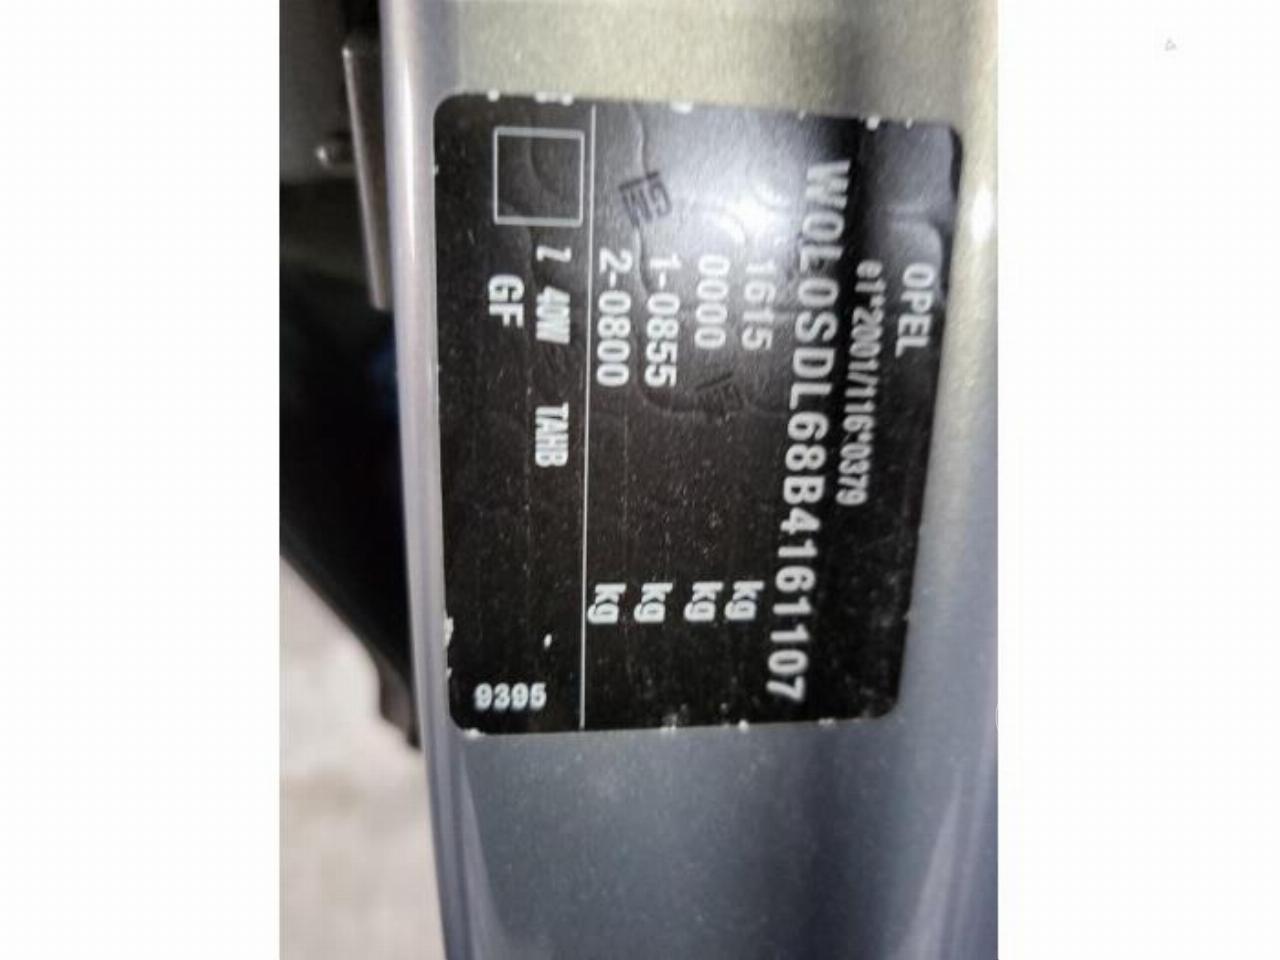 OPEL
e1*2001/116*0379
W0L0SDL68B4161107
1615 kg
0000 kg
1-0855 kg
2-0800 kg
Z 40W TAHB
GF
9395